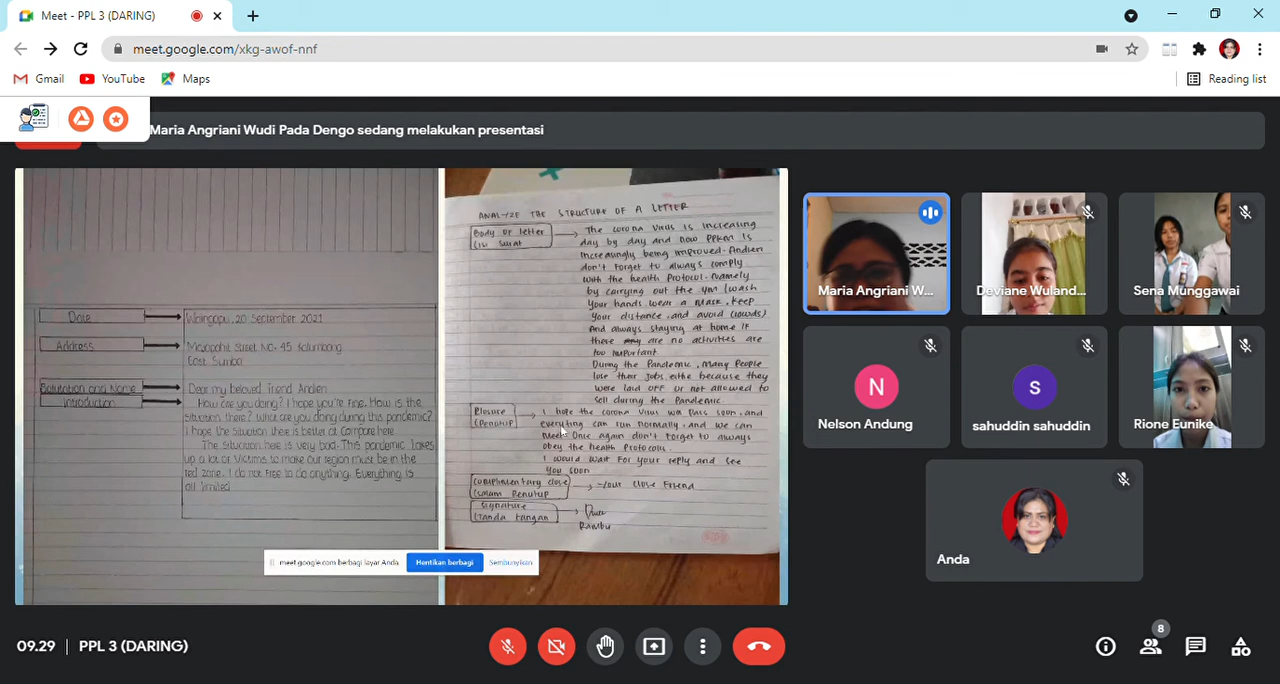 Meet - PPL 3 (DARING)
meet.google.com/xkg-awof-nnf
Gmail
YouTube
Maps
Reading list
Maria Angriani Wudi Pada Dengo sedang melakukan presentasi
Date
Waingapu, 20 September 2021
Address
Majapahit street No. 45 Kalumbang
East Sumba
Salutation and Name
Dear my beloved friend Andien
Introduction
How are you doing? I hope you're fine. How is the
situation there? What are you doing during this pandemic?
I hope the situation there is better at compare here.
The situation here is very bad. This pandemic takes
up a lot or victims to make our region must be in the
red zone. I do not free to do anything. Everything is
all limited
ANALYZE THE STRUCTURE OF A LETTER
Body or letter
(Isi surat
The corona virus is increasing
day by day and now PPKM is
increasingly being improved. Andien
don't forget to always comply
with the health Protocol. Namely
by carrying out the 4m (wash
your hands, wear a mask, keep
your distance, and avoid crowds)
And always staying at home if
there are no activities are
too important
During the Pandemic, many People
lose their jobs eithe because they
were laid off or not allowed to
sell during the Pandemic
Closure
(Penutup
I hope the corona virus wa pass soon, and
everyting can run normally. and we can
meet. Once again don't forget to always
obey the health Protocols.
I would wait for your reply and see
you soon
Complimentary close
(salam Penutup
Your close friend
Signature
(tanda tangan
Rambu
meet.google.com berbagi layar Anda
Hentikan berbagi
Sembunyikan
Maria Angriani W...
Deviane Wuland...
Sena Munggawai
N
Nelson Andung
S
sahuddin sahuddin
Rione Eunike
Anda
09.29 | PPL 3 (DARING)
8